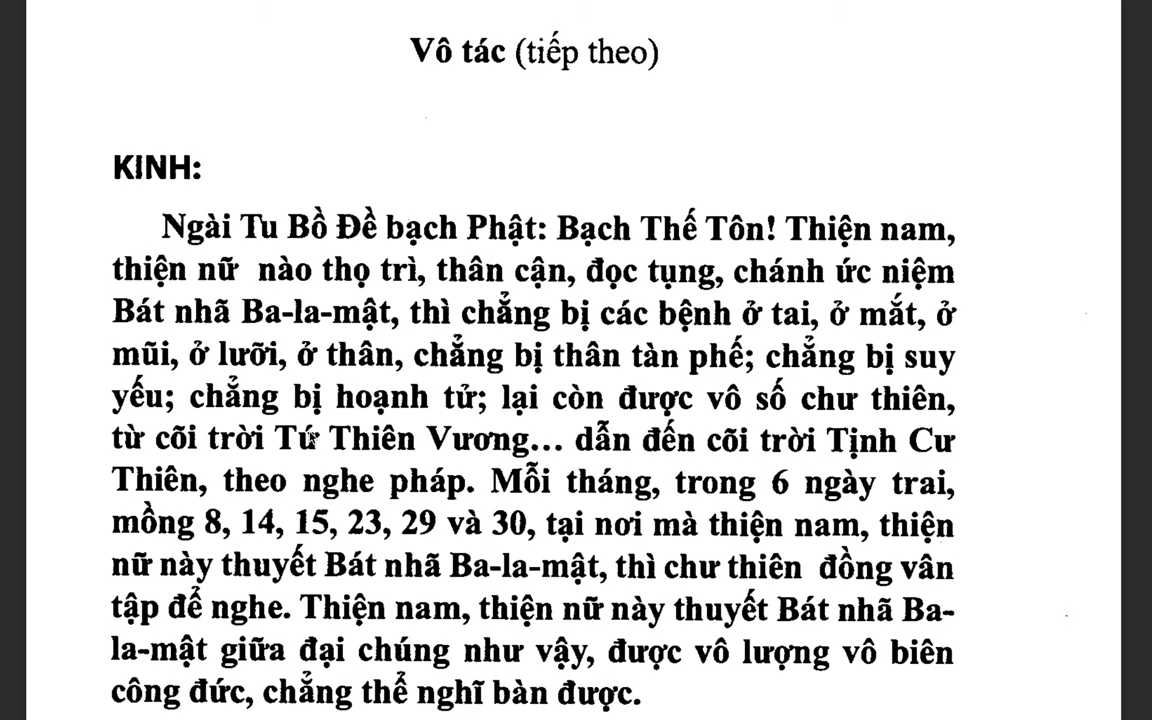 Vô tác (tiếp theo)
KINH:
Ngài Tu Bồ Đề bạch Phật: Bạch Thế Tôn! Thiện nam,
thiện nữ nào thọ trì, thân cận, đọc tụng, chánh ức niệm
Bát nhã Ba-la-mật, thì chẳng bị các bệnh ở tai, ở mắt, ở
mũi, ở lưỡi, ở thân, chẳng bị thân tàn phế; chẳng bị suy
yếu; chẳng bị hoạnh tử; lại còn được vô số chư thiên,
từ cõi trời Tứ Thiên Vương... dẫn đến cõi trời Tịnh Cư
Thiên, theo nghe pháp. Mỗi tháng, trong 6 ngày trai,
mồng 8, 14, 15, 23, 29 và 30, tại nơi mà thiện nam, thiện
nữ này thuyết Bát nhã Ba-la-mật, thì chư thiên đồng vân
tập để nghe. Thiện nam, thiện nữ này thuyết Bát nhã Ba-
la-mật giữa đại chúng như vậy, được vô lượng vô biên
công đức, chẳng thể nghĩ bàn được.